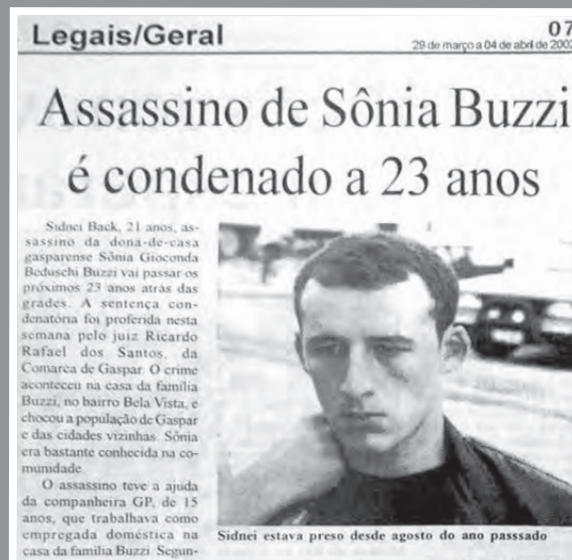 Legais/Geral
07
29 de março a 04 de abril de 2002
Assassino de Sônia Buzzi
é condenado a 23 anos
Sidnei Back, 21 anos, as-
sassino da dona-de-casa
gasparense Sônia Gioconda
Beduschi Buzzi vai passar os
próximos 23 anos atrás das
grades. A sentença con-
denatória foi proferida nesta
semana pelo juiz Ricardo
Rafael dos Santos, da
Comarca de Gaspar. O crime
aconteceu na casa da família
Buzzi, no bairro Bela Vista, e
chocou a população de Gaspar
e das cidades vizinhas. Sônia
era bastante conhecida na co-
munidade.
O assassino teve a ajuda
da companheira GP, de 15
anos, que trabalhava como
empregada doméstica na
casa da família Buzzi. Segun-
Sidnei estava preso desde agosto do ano passsado